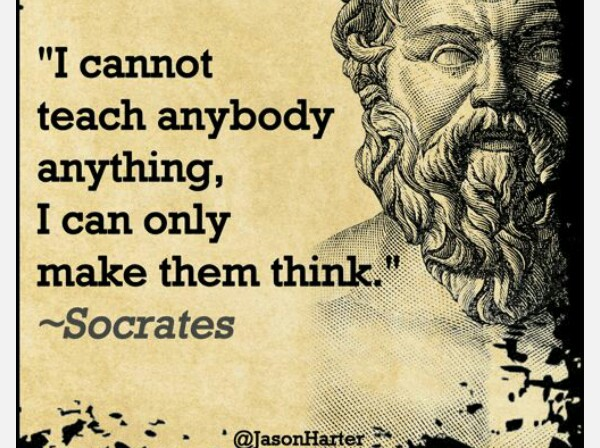 "I cannot
teach anybody
anything,
I can only
make them think."
~Socrates
@JasonHarter